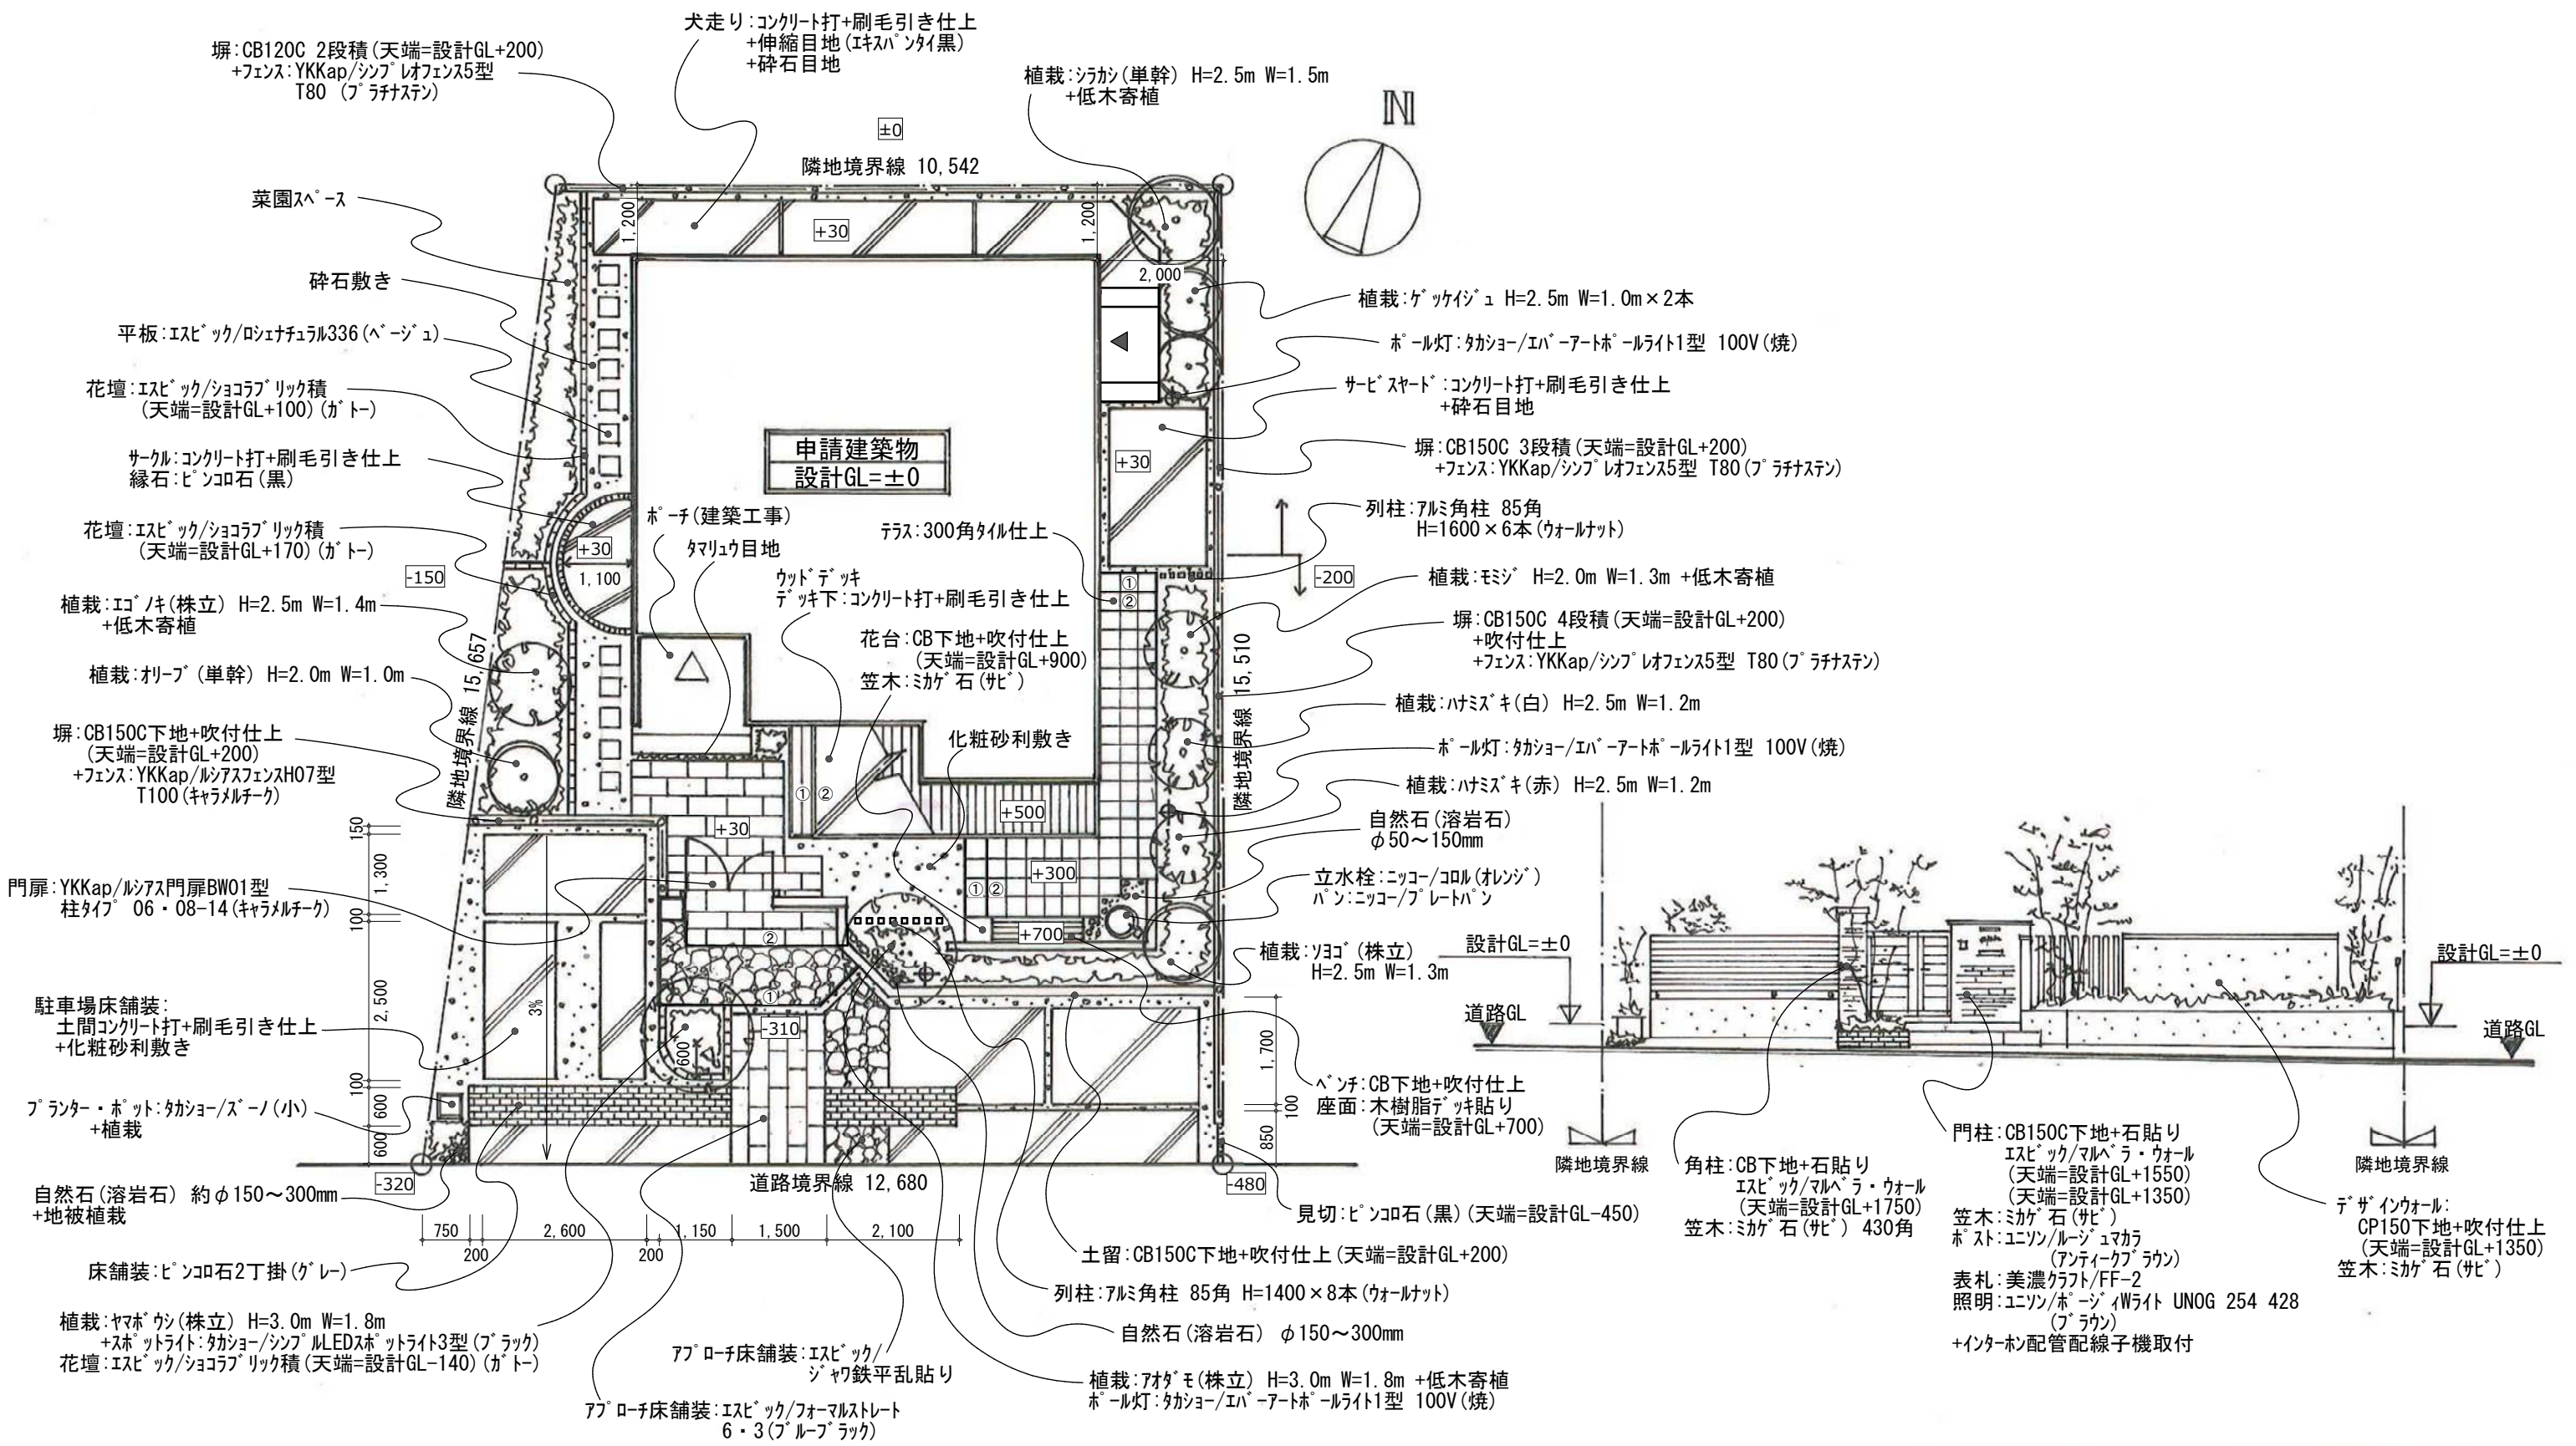 犬走り:コンクリート打+刷毛引き仕上
+伸縮目地(エキスパンタイ黒)
+砕石目地
塀:CB120C 2段積(天端=設計GL+200)
+フェンス:YKKap/シンプレオフェンス5型
T80 (プラチナステン)
植栽:シラカシ(単幹) H=2.5m W=1.5m
+低木寄植
N
±0
隣地境界線 10,542
菜園スペース
砕石敷き
平板:エスビック/ロシェナチュラル336(ベージュ)
花壇:エスビック/ショコラブリック積
(天端=設計GL+100)(ガトー)
サークル:コンクリート打+刷毛引き仕上
縁石:ピンコロ石(黒)
花壇:エスビック/ショコラブリック積
(天端=設計GL+170)(ガトー)
-150
植栽:エゴノキ(株立) H=2.5m W=1.4m
+低木寄植
植栽:オリーブ(単幹) H=2.0m W=1.0m
塀:CB150C下地+吹付仕上
(天端=設計GL+200)
+フェンス:YKKap/ルシアスフェンスH07型
T100(キャラメルチーク)
門扉:YKKap/ルシアス門扉BW01型
柱タイプ 06・08-14(キャラメルチーク)
駐車場床舗装:
土間コンクリート打+刷毛引き仕上
+化粧砂利敷き
プランター・ポット:タカショー/ズーノ(小)
+植栽
自然石(溶岩石) 約φ150～300mm
+地被植栽
床舗装:ピンコロ石2丁掛(グレー)
植栽:ヤマボウシ(株立) H=3.0m W=1.8m
+スポットライト:タカショー/シンプルLEDスポットライト3型(ブラック)
花壇:エスビック/ショコラブリック積(天端=設計GL-140)(ガトー)
1,200
+30
1,200
2,000
申請建築物
設計GL=±0
+30
+30
1,100
ポーチ(建築工事)
タマリュウ目地
テラス:300角タイル仕上
ウッドデッキ
デッキ下:コンクリート打+刷毛引き仕上
花台:CB下地+吹付仕上
(天端=設計GL+900)
笠木:ミカゲ石(サビ)
化粧砂利敷き
①
②
① ②
+500
+30
+300
① ②
+700
②
①
-310
600
3%
隣地境界線 15,657
隣地境界線 15,510
150
1,300
100
2,500
100
600
600
1,700
100
850
-320
道路境界線 12,680
-480
750
200
2,600
200
1,150
1,500
2,100
植栽:ゲッケイジュ H=2.5m W=1.0m×2本
ポール灯:タカショー/エバーアートポールライト1型 100V(焼)
サービスヤード:コンクリート打+刷毛引き仕上
+砕石目地
塀:CB150C 3段積(天端=設計GL+200)
+フェンス:YKKap/シンプレオフェンス5型 T80(プラチナステン)
列柱:アルミ角柱 85角
H=1600×6本(ウォールナット)
-200
植栽:モミジ H=2.0m W=1.3m +低木寄植
塀:CB150C 4段積(天端=設計GL+200)
+吹付仕上
+フェンス:YKKap/シンプレオフェンス5型 T80(プラチナステン)
植栽:ハナミズキ(白) H=2.5m W=1.2m
ポール灯:タカショー/エバーアートポールライト1型 100V(焼)
植栽:ハナミズキ(赤) H=2.5m W=1.2m
自然石(溶岩石)
φ50～150mm
立水栓:ニッコー/コロル(オレンジ)
パン:ニッコー/プレートパン
植栽:ソヨゴ(株立)
H=2.5m W=1.3m
ベンチ:CB下地+吹付仕上
座面:木樹脂デッキ貼り
(天端=設計GL+700)
見切:ピンコロ石(黒)(天端=設計GL-450)
土留:CB150C下地+吹付仕上(天端=設計GL+200)
列柱:アルミ角柱 85角 H=1400×8本(ウォールナット)
自然石(溶岩石) φ150～300mm
植栽:アオダモ(株立) H=3.0m W=1.8m +低木寄植
ポール灯:タカショー/エバーアートポールライト1型 100V(焼)
アプローチ床舗装:エスビック/
ジャワ鉄平乱貼り
アプローチ床舗装:エスビック/フォーマルストレート
6・3(ブルーブラック)
設計GL=±0
道路GL
設計GL=±0
道路GL
隣地境界線
隣地境界線
角柱:CB下地+石貼り
エスビック/マルベラ・ウォール
(天端=設計GL+1750)
笠木:ミカゲ石(サビ) 430角
門柱:CB150C下地+石貼り
エスビック/マルベラ・ウォール
(天端=設計GL+1550)
(天端=設計GL+1350)
笠木:ミカゲ石(サビ)
ポスト:ユニソン/ルージュマカラ
(アンティークブラウン)
表札:美濃クラフト/FF-2
照明:ユニソン/ポージィWライト UNOG 254 428
(ブラウン)
+インターホン配管配線子機取付
デザインウォール:
CP150下地+吹付仕上
(天端=設計GL+1350)
笠木:ミカゲ石(サビ)